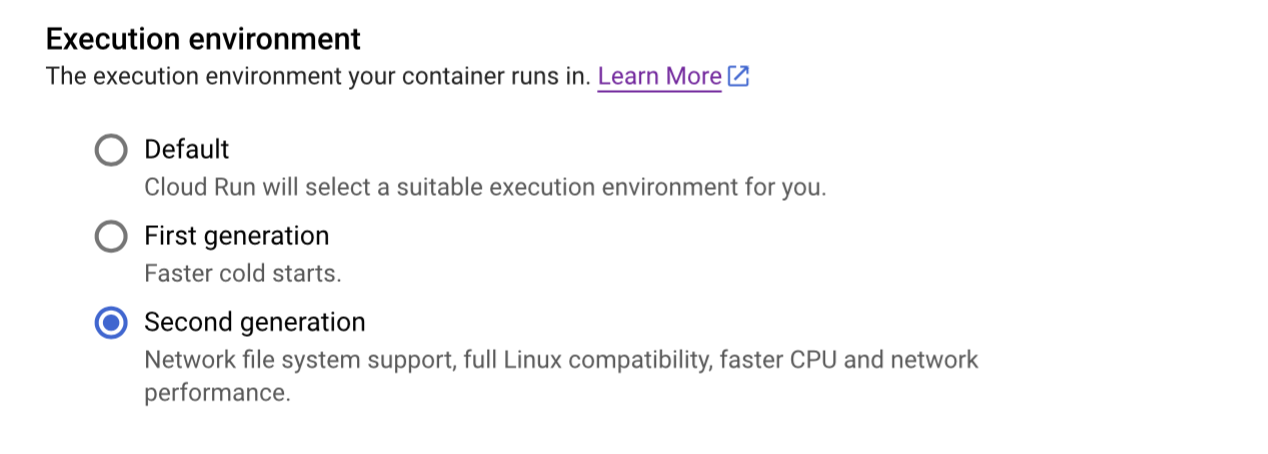 Execution environment
The execution environment your container runs in. Learn More
Default
Cloud Run will select a suitable execution environment for you.
First generation
Faster cold starts.
Second generation
Network file system support, full Linux compatibility, faster CPU and network
performance.